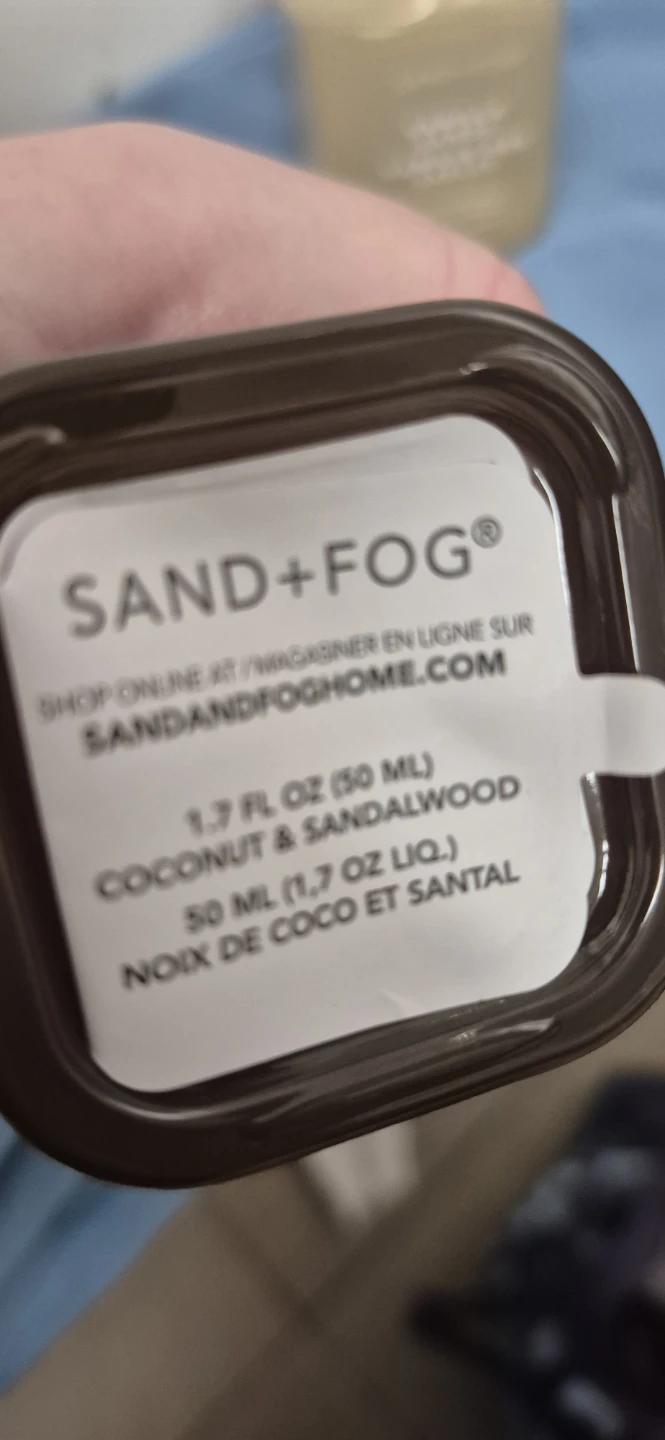 SAND+FOG®
SHOP ONLINE AT / MAGASINER EN LIGNE SUR
SANDANDFOGHOME.COM
1.7 FL OZ (50 ML)
COCONUT & SANDALWOOD
50 ML (1,7 OZ LIQ.)
NOIX DE COCO ET SANTAL